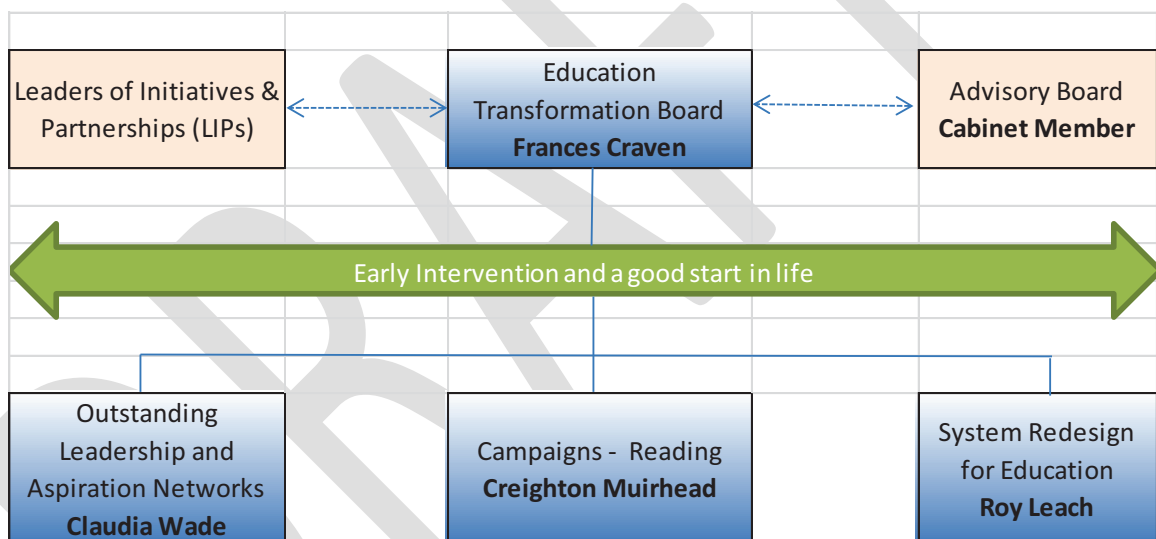 Leaders of Initiatives &
Partnerships (LIPs)
Education
Transformation Board
Frances Craven
Advisory Board
Cabinet Member
Early Intervention and a good start in life
Outstanding
Leadership and
Aspiration Networks
Claudia Wade
Campaigns - Reading
Creighton Muirhead
System Redesign
for Education
Roy Leach